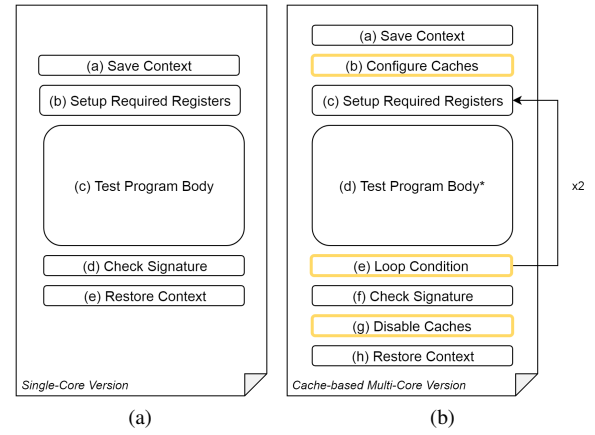 (a) Save Context
(b) Setup Required Registers
(c) Test Program Body
(d) Check Signature
(e) Restore Context
Single-Core Version
(a)
(a) Save Context
(b) Configure Caches
(c) Setup Required Registers
(d) Test Program Body*
(e) Loop Condition
(f) Check Signature
(g) Disable Caches
(h) Restore Context
x2
Cache-based Multi-Core Version
(b)